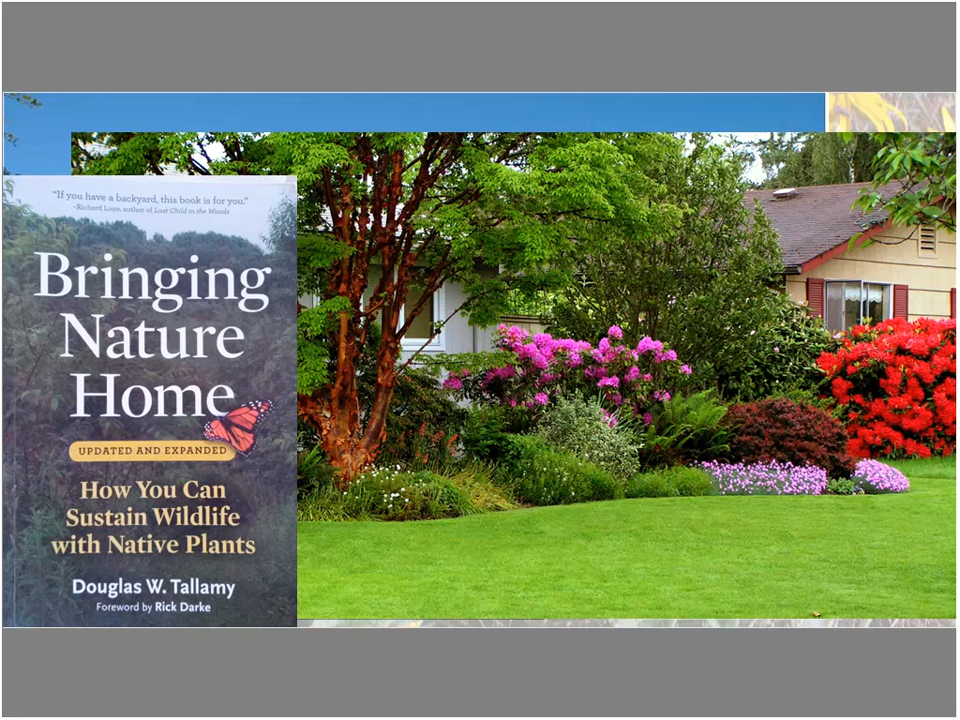 “If you have a backyard, this book is for you.”
–Richard Louv, author of Last Child in the Woods
Bringing
Nature
Home
UPDATED AND EXPANDED
How You Can
Sustain Wildlife
with Native Plants
Douglas W. Tallamy
Foreword by Rick Darke